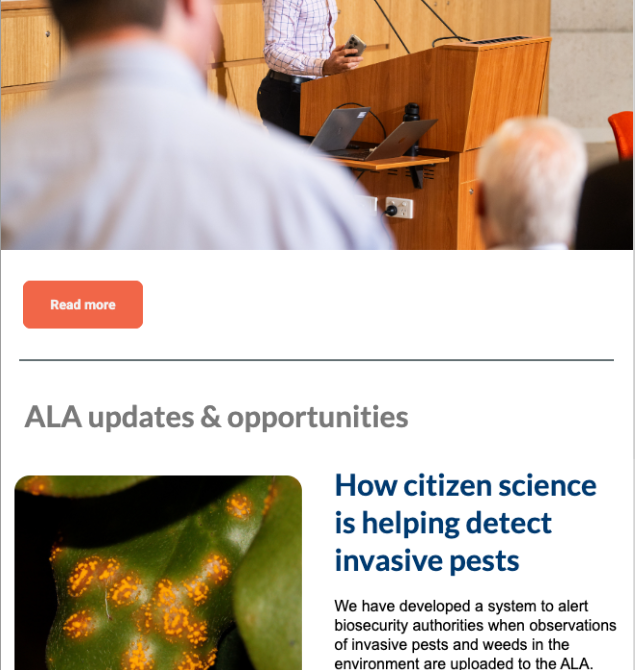 Read more
ALA updates & opportunities
How citizen science
is helping detect
invasive pests
We have developed a system to alert
biosecurity authorities when observations
of invasive pests and weeds in the
environment are uploaded to the ALA.